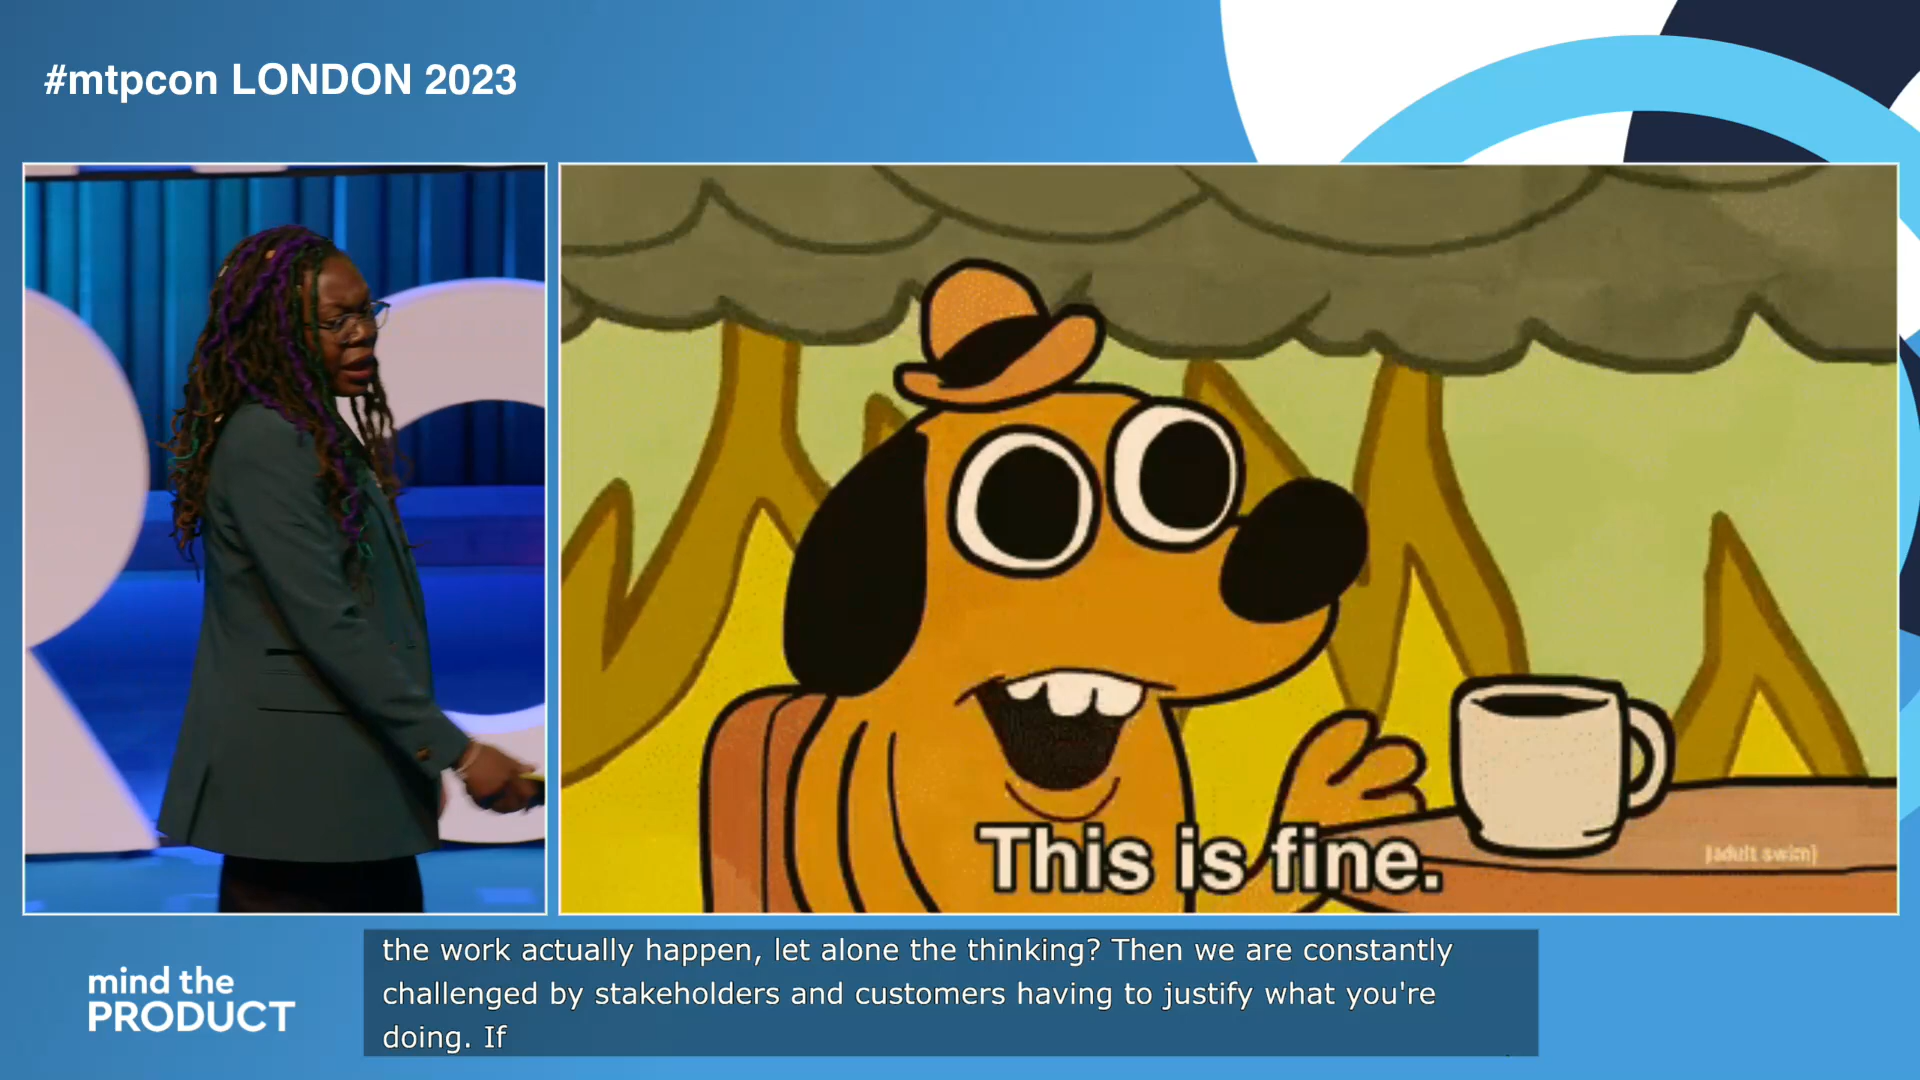 #mtpcon LONDON 2023
This is fine.
[adult swim]
mind the
PRODUCT
the work actually happen, let alone the thinking? Then we are constantly
challenged by stakeholders and customers having to justify what you're
doing. If